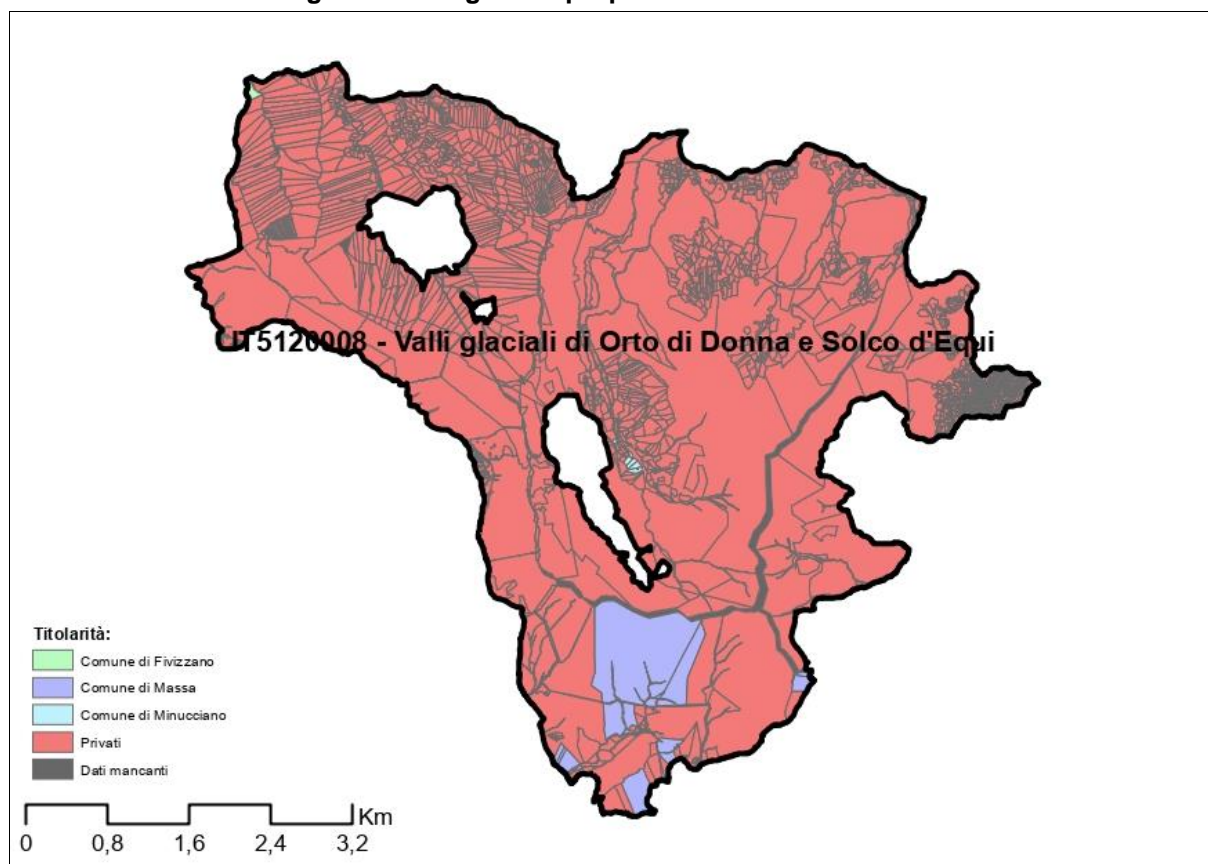 IT5120008 - Valli glaciali di Orto di Donna e Solco d'Equi
Titolarità:
Comune di Fivizzano
Comune di Massa
Comune di Minucciano
Privati
Dati mancanti
Km
0 0,8 1,6 2,4 3,2